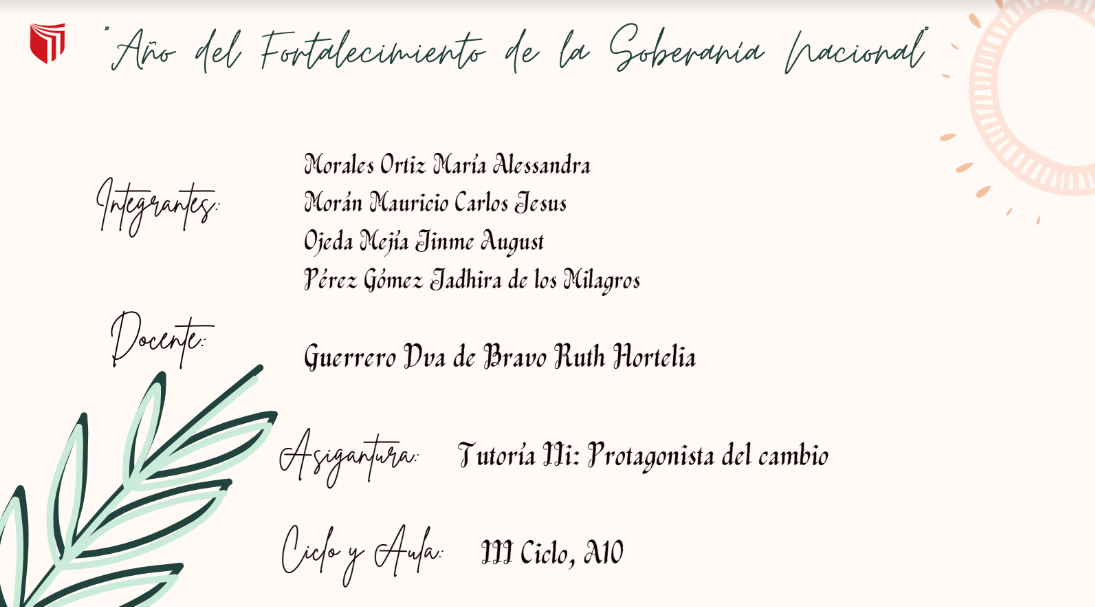 "Año del Fortalecimiento de la Soberanía Nacional"
Integrantes:
Morales Ortiz María Alessandra
Morán Mauricio Carlos Jesus
Ojeda Mejía Jinme August
Pérez Gómez Jadhira de los Milagros
Docente:
Guerrero Dva de Bravo Ruth Hortelia
Asigantura: Tutoría IIi: Protagonista del cambio
Ciclo y Aula: III Ciclo, A10